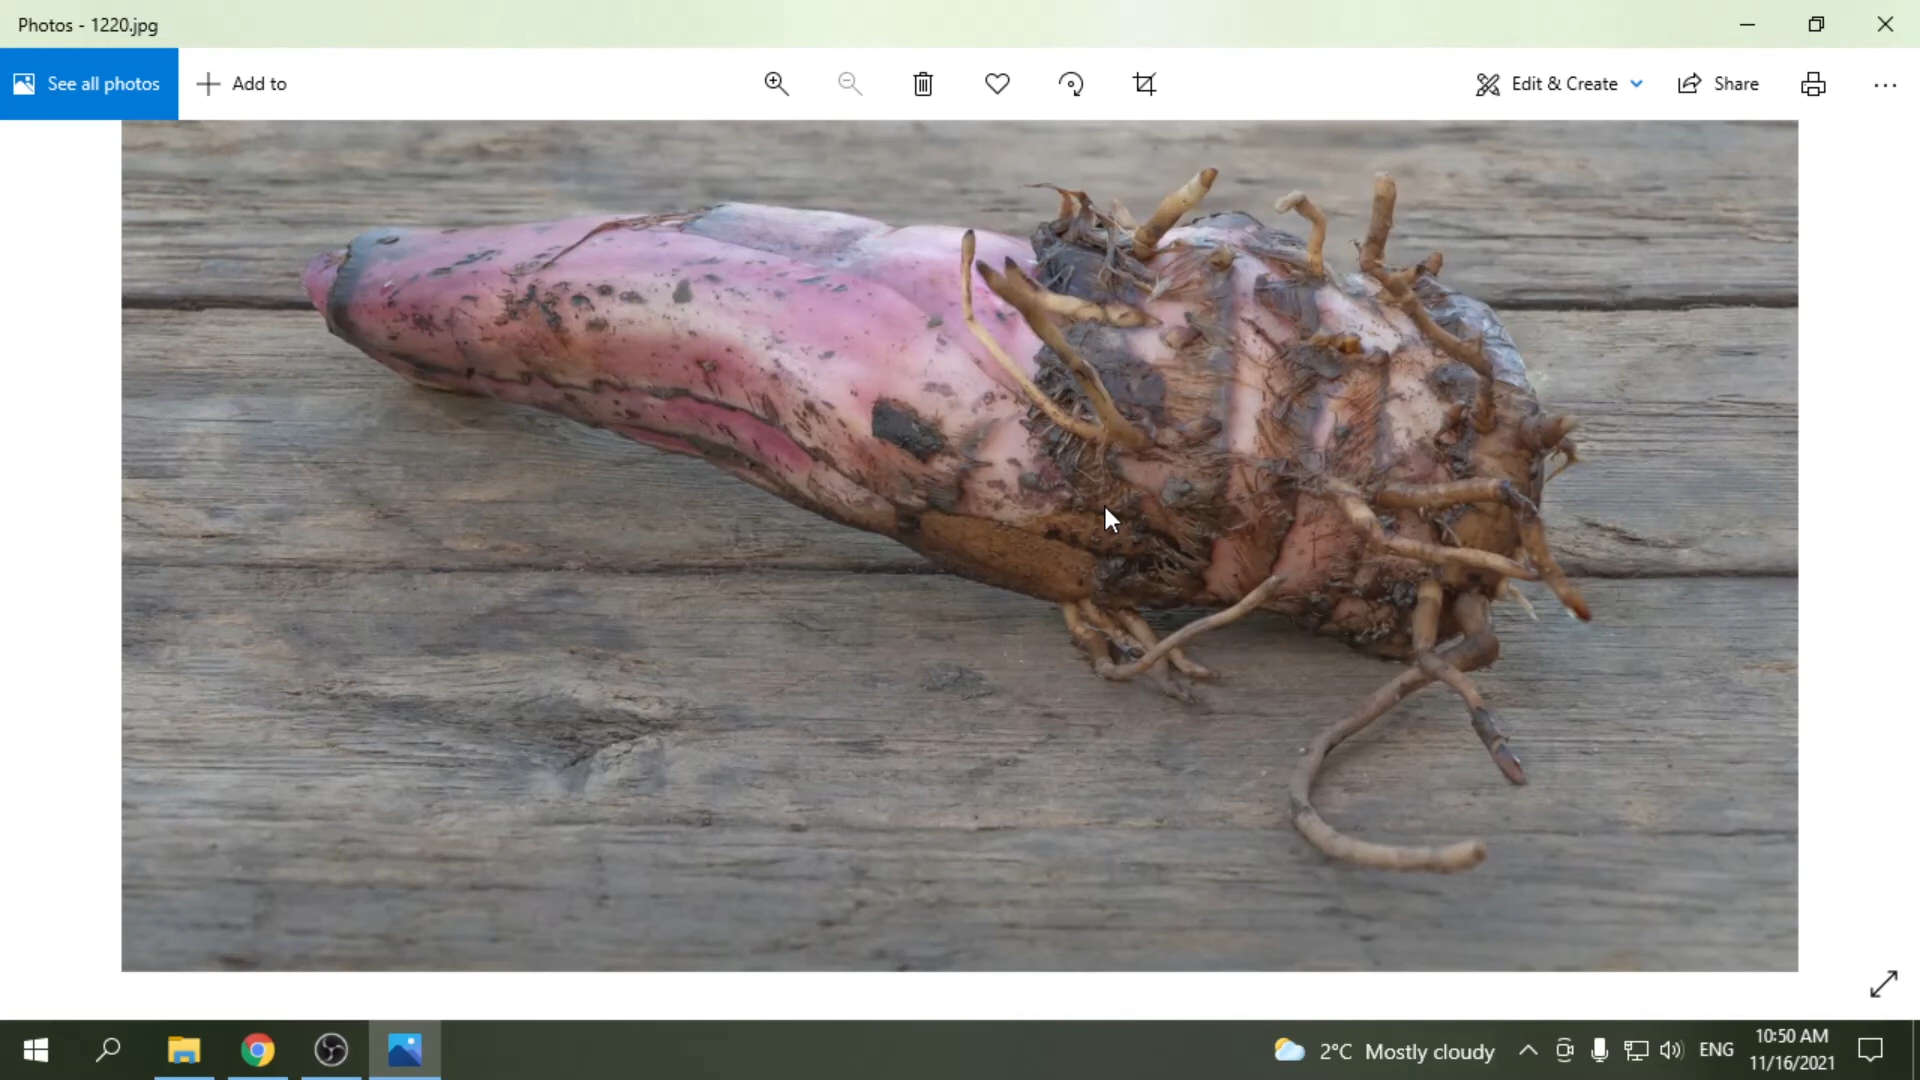 Photos - 1220.jpg
See all photos
Add to
Edit & Create
Share
2°C Mostly cloudy
ENG
10:50 AM
11/16/2021